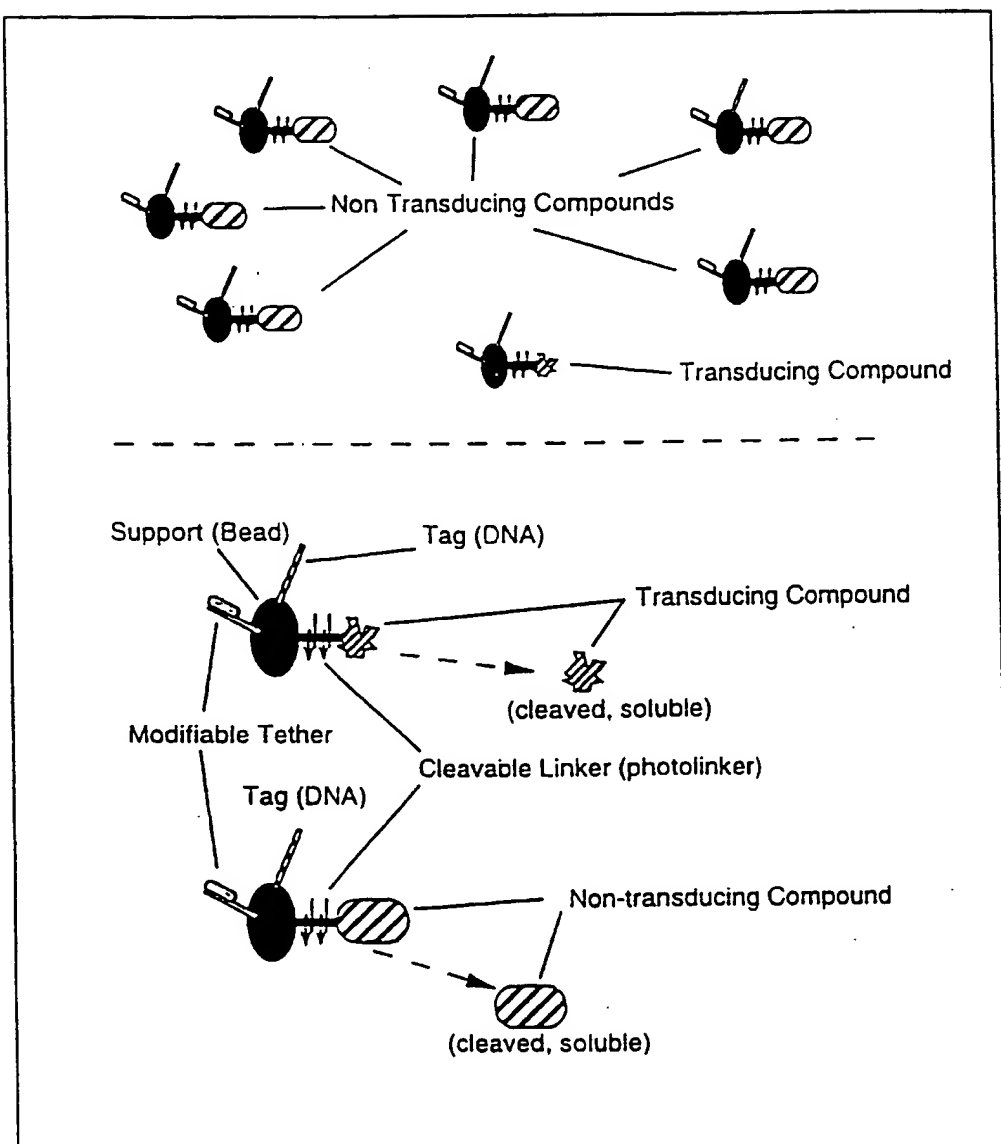 Non Transducing Compounds
Transducing Compound
Support (Bead)
Tag (DNA)
Transducing Compound
(cleaved, soluble)
Modifiable Tether
Cleavable Linker (photolinker)
Tag (DNA)
Non-transducing Compound
(cleaved, soluble)